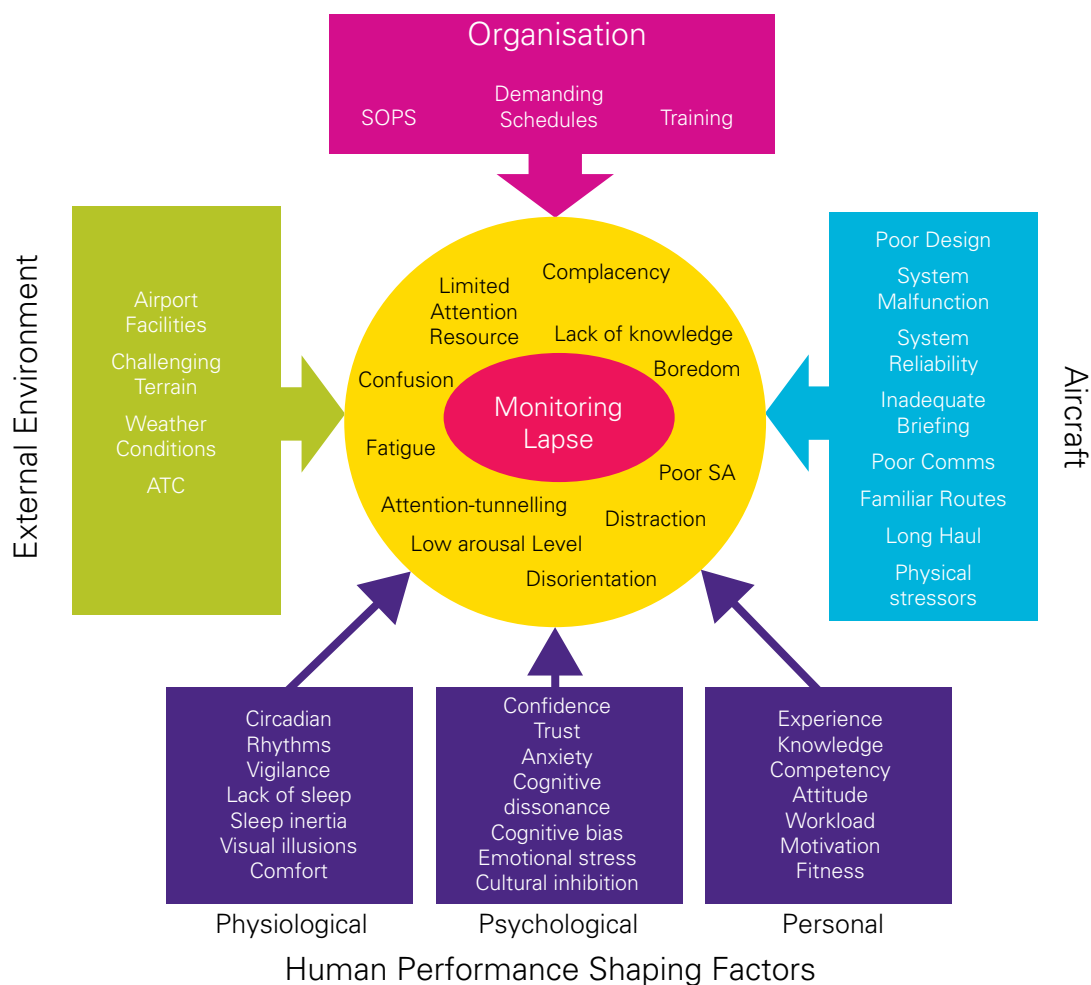 Organisation
SOPS
Demanding
Schedules
Training
External Environment
Airport
Facilities
Challenging
Terrain
Weather
Conditions
ATC
Limited
Attention
Resource
Complacency
Lack of knowledge
Boredom
Confusion
Monitoring
Lapse
Fatigue
Poor SA
Attention-tunnelling
Distraction
Low arousal Level
Disorientation
Poor Design
System
Malfunction
System
Reliability
Inadequate
Briefing
Poor Comms
Familiar Routes
Long Haul
Physical
stressors
Aircraft
Circadian
Rhythms
Vigilance
Lack of sleep
Sleep inertia
Visual illusions
Comfort
Physiological
Confidence
Trust
Anxiety
Cognitive
dissonance
Cognitive bias
Emotional stress
Cultural inhibition
Psychological
Experience
Knowledge
Competency
Attitude
Workload
Motivation
Fitness
Personal
Human Performance Shaping Factors